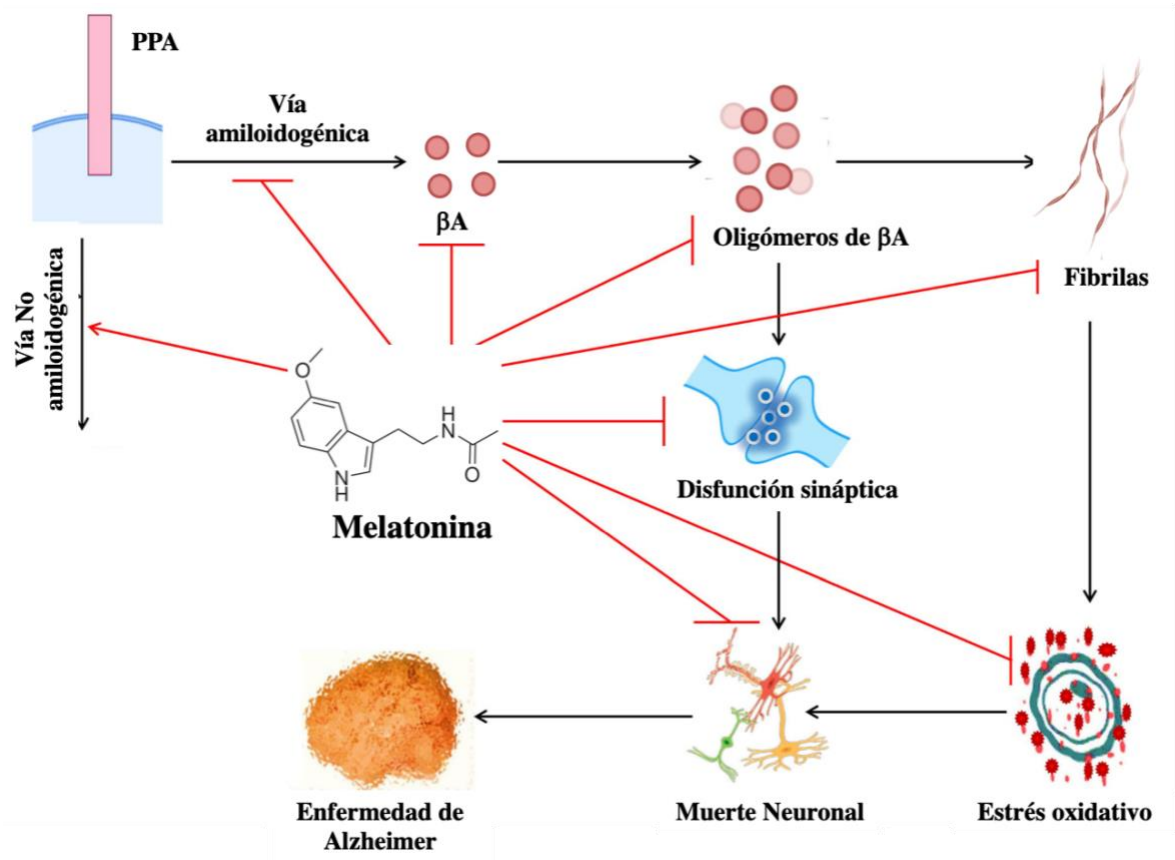 PPA
Vía
amiloidogénica
βA
Oligómeros de βA
Fibrilas
Vía No
amiloidogénica
O
H
N
O
N
H
Melatonina
Disfunción sináptica
Enfermedad de
Alzheimer
Muerte Neuronal
Estrés oxidativo